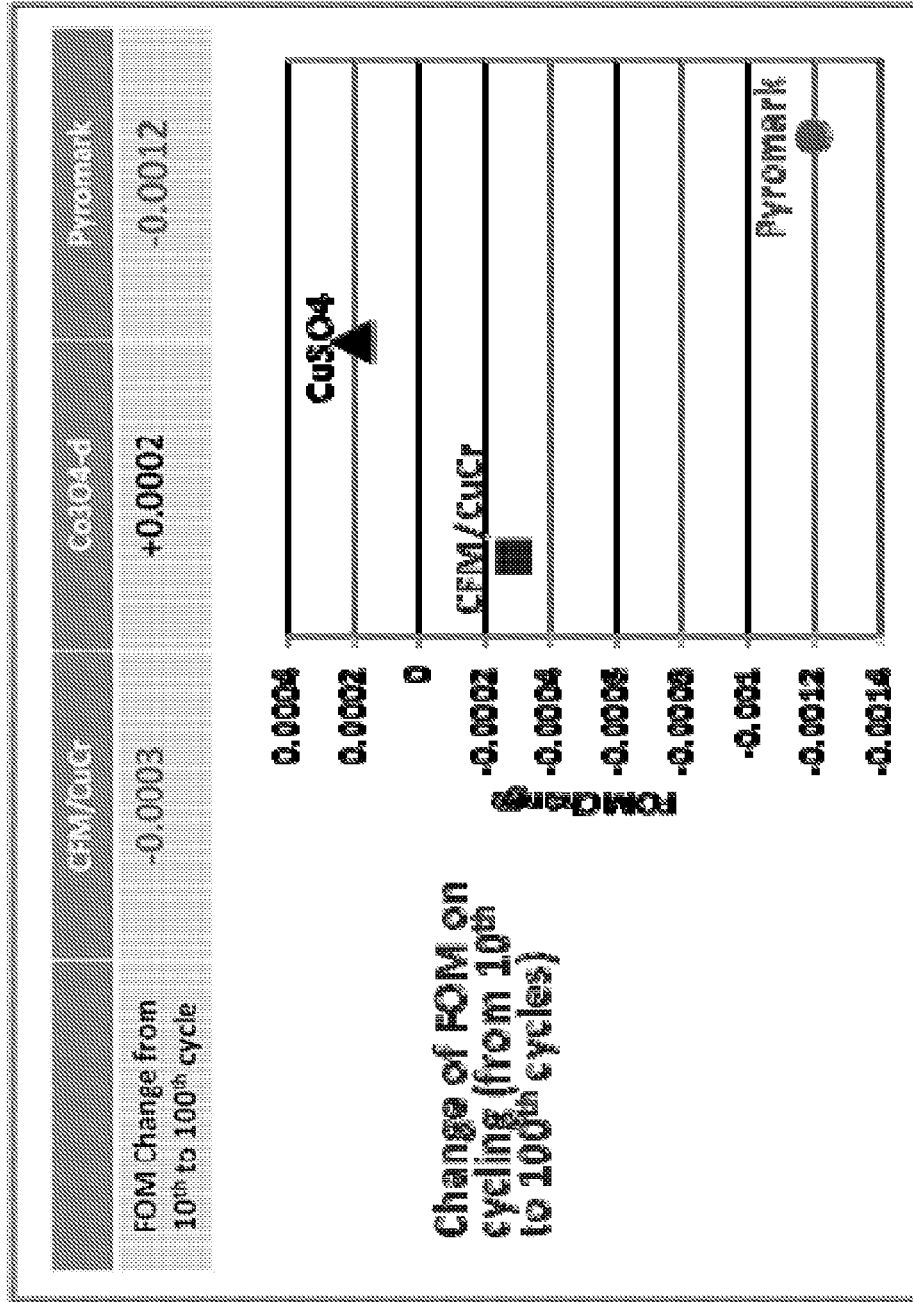 CFM/CuCr
Co3O4-d
Pyromark
FOM Change from
10th to 100th cycle
-0.0003
+0.0002
-0.0012
Change of FOM on
cycling (from 10th
to 100th cycles)
FOM Change
0.0004
0.0002
0
-0.0002
-0.0004
-0.0006
-0.0008
-0.001
-0.0012
-0.0014
CFM/CuCr
CuSO4
Pyromark